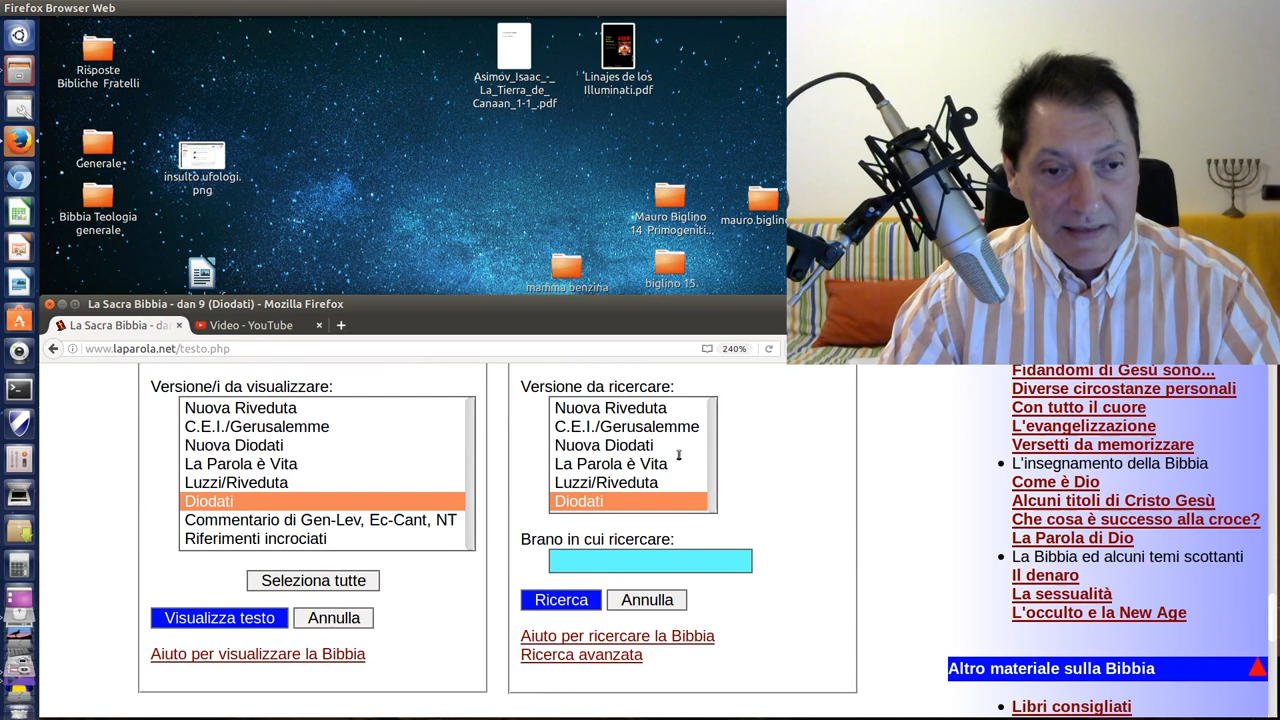 Firefox Browser Web
Risposte
Bibliche Fratelli
Asimov_Isaac_-_
La_Tierra_de_
Canaan_1-1_.pdf
Linajes de los
Illuminati.pdf
Generale
insulto.ufologi.
png
Bibbia Teologia
generale
Mauro Biglino
14 Primogeniti...
mauro.biglino
mamma benzina
biglino 15.
La Sacra Bibbia - dan 9 (Diodati) - Mozilla Firefox
La Sacra Bibbia - da
Video - YouTube
www.laparola.net/testo.php
240%
Versione/i da visualizzare:
Nuova Riveduta
C.E.I./Gerusalemme
Nuova Diodati
La Parola è Vita
Luzzi/Riveduta
Diodati
Commentario di Gen-Lev, Ec-Cant, NT
Riferimenti incrociati
Seleziona tutte
Visualizza testo
Annulla
Aiuto per visualizzare la Bibbia
Versione da ricercare:
Nuova Riveduta
C.E.I./Gerusalemme
Nuova Diodati
La Parola è Vita
Luzzi/Riveduta
Diodati
Brano in cui ricercare:
Ricerca
Annulla
Aiuto per ricercare la Bibbia
Ricerca avanzata
Fidandomi di Gesù sono...
Diverse circostanze personali
Con tutto il cuore
L'evangelizzazione
Versetti da memorizzare
L'insegnamento della Bibbia
Come è Dio
Alcuni titoli di Cristo Gesù
Che cosa è successo alla croce?
La Parola di Dio
La Bibbia ed alcuni temi scottanti
Il denaro
La sessualità
L'occulto e la New Age
Altro materiale sulla Bibbia
Libri consigliati